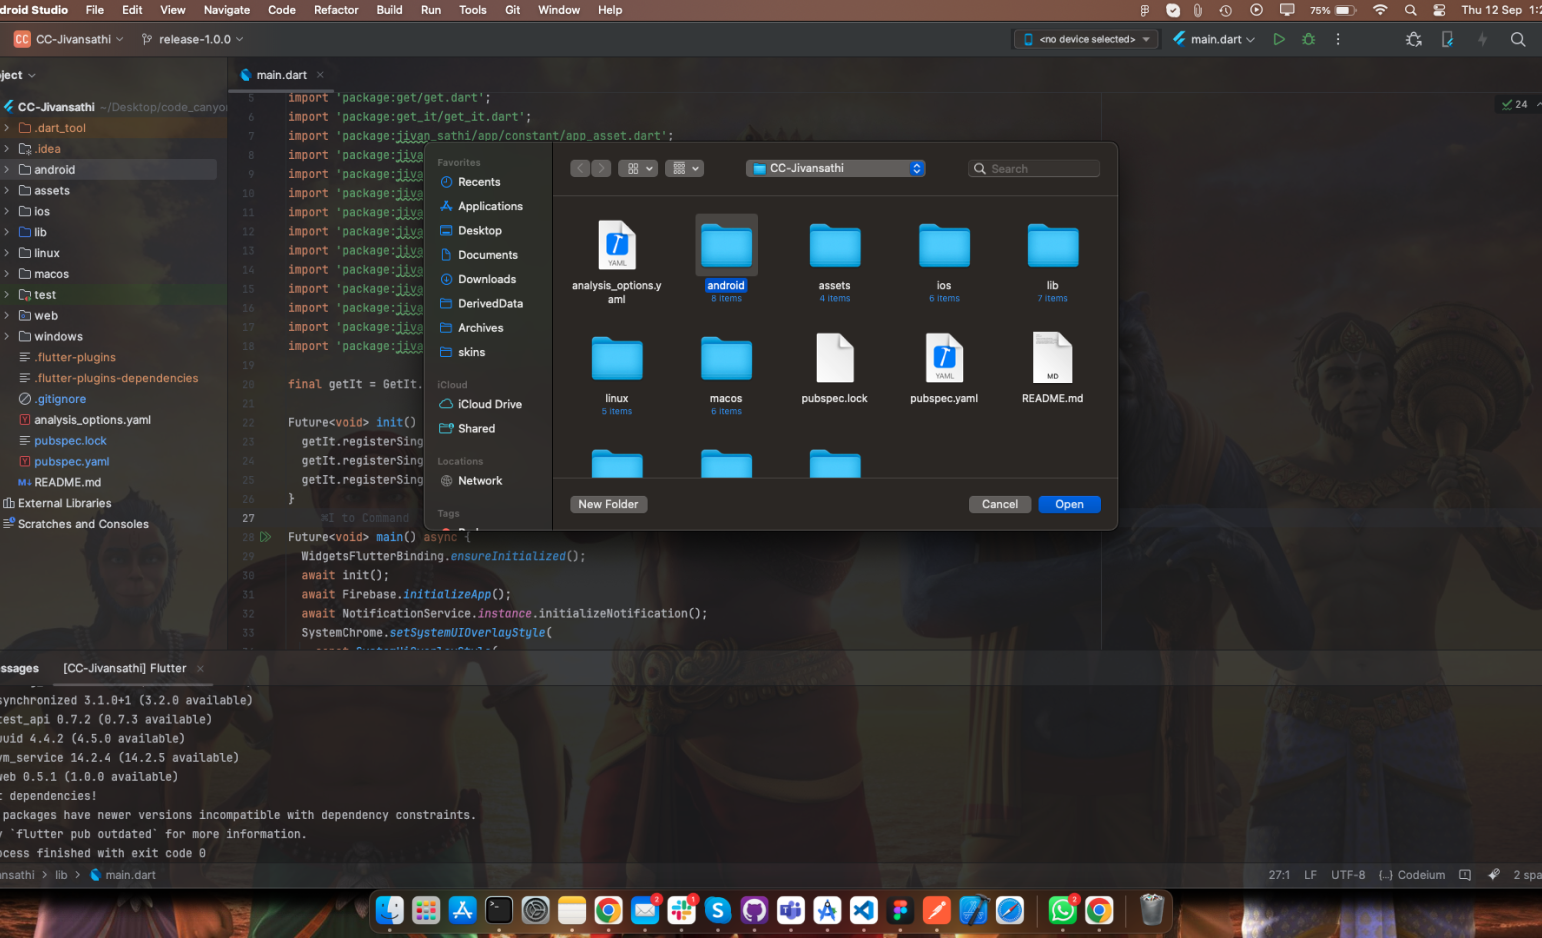 droid Studio File Edit View Navigate Code Refactor Build Run Tools Git Window Help 75% Thu 12 Sep
CC CC-Jivansathi release-1.0.0 <no device selected> main.dart
ject
main.dart
CC-Jivansathi ~/Desktop/code_canyo
.dart_tool
.idea
android
assets
ios
lib
linux
macos
test
web
windows
.flutter-plugins
.flutter-plugins-dependencies
.gitignore
analysis_options.yaml
pubspec.lock
pubspec.yaml
README.md
External Libraries
Scratches and Consoles
24
5 import 'package:get/get.dart';
6 import 'package:get_it/get_it.dart';
7 import 'package:jivan_sathi/app/constant/app_asset.dart';
8 import 'package:jiva
9 import 'package:jiva
10 import 'package:jiva
11 import 'package:jiva
12 import 'package:jiva
13 import 'package:jiva
14 import 'package:jiva
15 import 'package:jiva
16 import 'package:jiva
17 import 'package:jiva
18 import 'package:jiva
19
20 final getIt = GetIt.
21
22 Future<void> init()
23 getIt.registerSing
24 getIt.registerSing
25 getIt.registerSing
26 }
27 ⌘I to Command
28 Future<void> main() async {
29 WidgetsFlutterBinding.ensureInitialized();
30 await init();
31 await Firebase.initializeApp();
32 await NotificationService.instance.initializeNotification();
33 SystemChrome.setSystemUIOverlayStyle(
const SystemUiOverlayStyle(
Favorites
Recents
Applications
Desktop
Documents
Downloads
DerivedData
Archives
skins
iCloud
iCloud Drive
Shared
Locations
Network
Tags
CC-Jivansathi
Search
YAML
analysis_options.y
aml
android
8 items
assets
4 items
ios
6 items
lib
7 items
linux
5 items
macos
6 items
pubspec.lock
YAML
pubspec.yaml
MD
README.md
New Folder Cancel Open
ssages [CC-Jivansathi] Flutter
synchronized 3.1.0+1 (3.2.0 available)
test_api 0.7.2 (0.7.3 available)
uuid 4.4.2 (4.5.0 available)
vm_service 14.2.4 (14.2.5 available)
web 0.5.1 (1.0.0 available)
t dependencies!
packages have newer versions incompatible with dependency constraints.
y `flutter pub outdated` for more information.
ocess finished with exit code 0
nsathi > lib > main.dart 27:1 LF UTF-8 {..} Codeium 2 spa
2 1 2